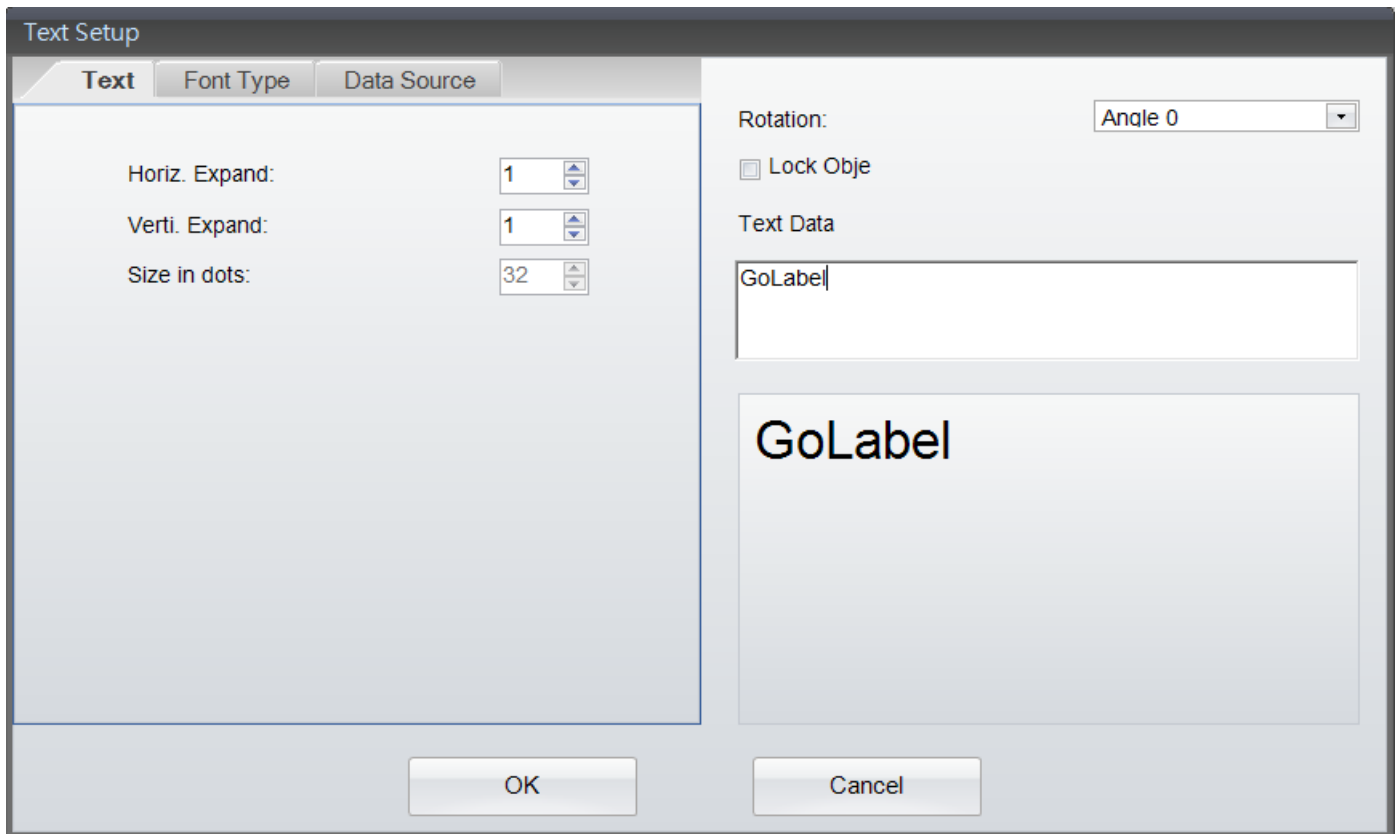 Text Setup
Text Font Type Data Source
Horiz. Expand: 1
Verti. Expand: 1
Size in dots: 32
Rotation: Angle 0
Lock Obje
Text Data
GoLabel
GoLabel
OK Cancel